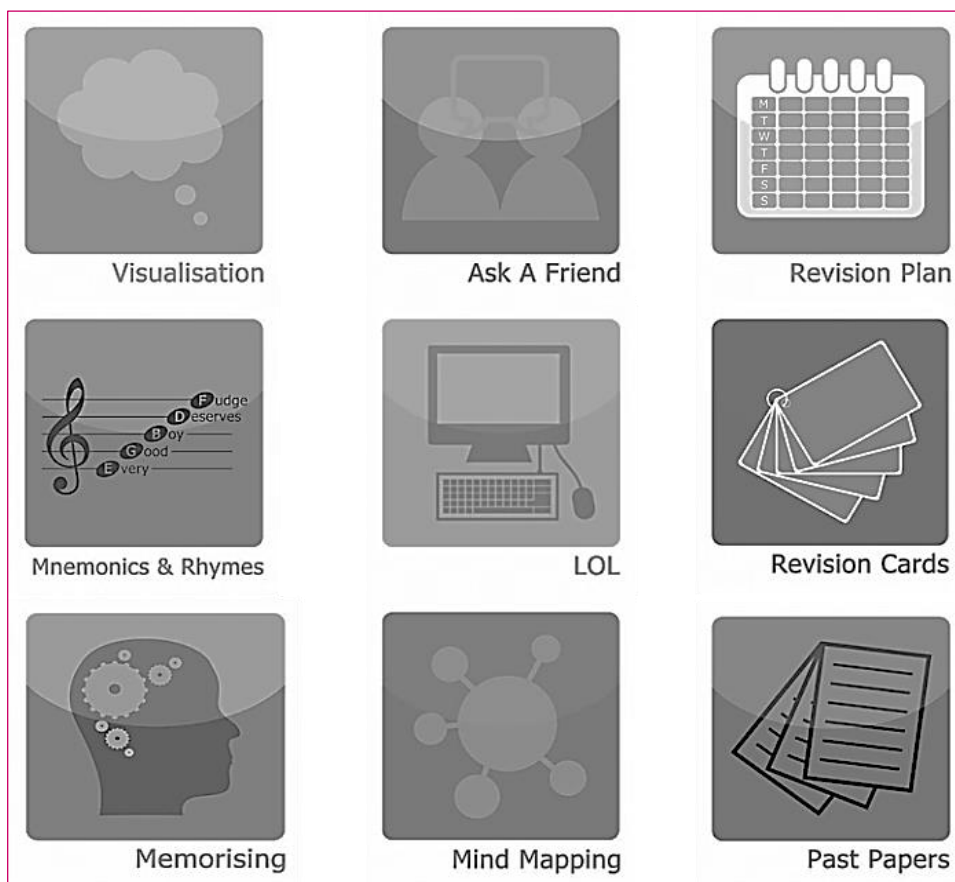 Visualisation
Ask A Friend
M
T
W
T
F
S
S
Revision Plan
Fudge
Deserves
Boy
Good
Every
Mnemonics & Rhymes
LOL
Revision Cards
Memorising
Mind Mapping
Past Papers